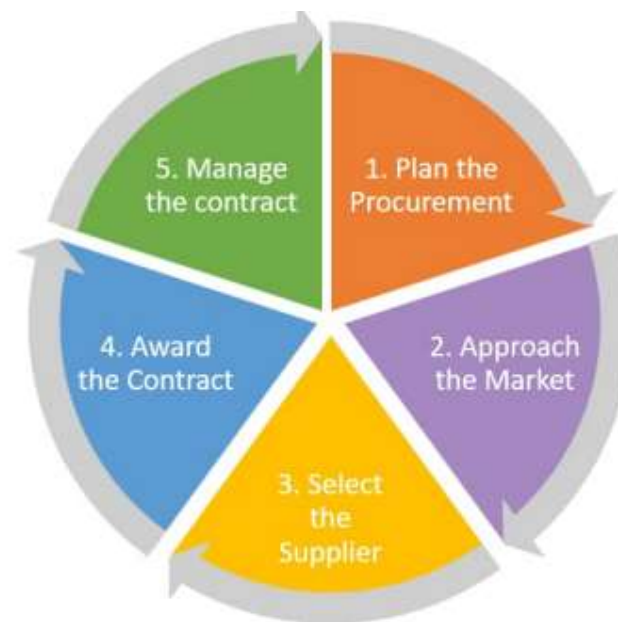 1. Plan the
Procurement
2. Approach
the Market
3. Select
the
Supplier
4. Award
the Contract
5. Manage
the contract